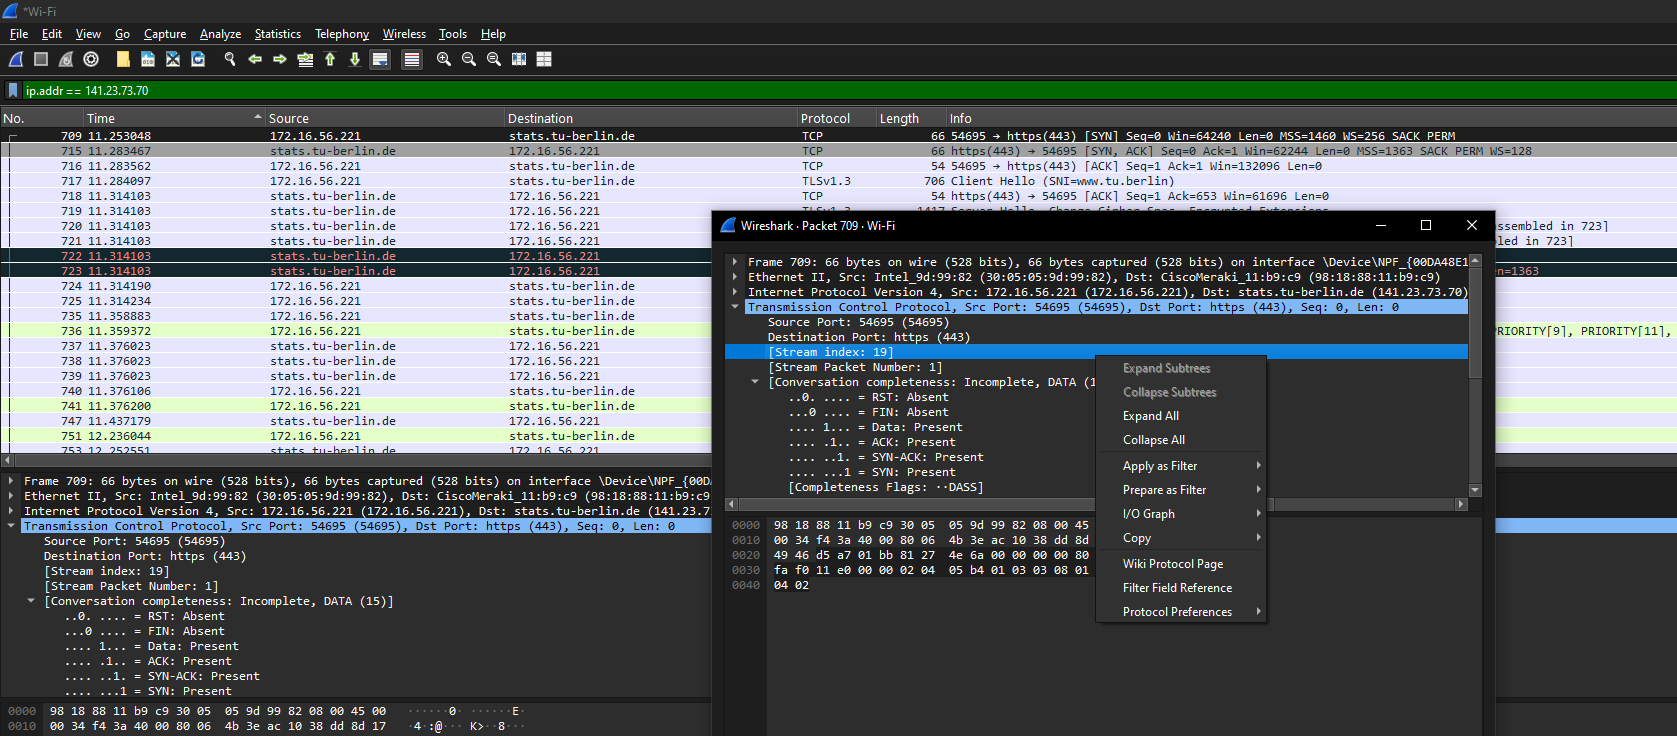 *Wi-Fi
File Edit View Go Capture Analyze Statistics Telephony Wireless Tools Help
ip.addr == 141.23.73.70
No. Time Source Destination Protocol Length Info
709 11.253048 172.16.56.221 stats.tu-berlin.de TCP 66 54695 → https(443) [SYN] Seq=0 Win=64240 Len=0 MSS=1460 WS=256 SACK PERM
715 11.283467 stats.tu-berlin.de 172.16.56.221 TCP 66 https(443) → 54695 [SYN, ACK] Seq=0 Ack=1 Win=62244 Len=0 MSS=1363 SACK PERM WS=128
716 11.283562 172.16.56.221 stats.tu-berlin.de TCP 54 54695 → https(443) [ACK] Seq=1 Ack=1 Win=132096 Len=0
717 11.284097 172.16.56.221 stats.tu-berlin.de TLSv1.3 706 Client Hello (SNI=www.tu.berlin)
718 11.314103 stats.tu-berlin.de 172.16.56.221 TCP 54 https(443) → 54695 [ACK] Seq=1 Ack=653 Win=61696 Len=0
719 11.314103 stats.tu-berlin.de 172.16.56.221 TLSv1.3 1417 Server Hello, Change Cipher Spec, Encrypted Extensions
720 11.314103 stats.tu-berlin.de 172.16.56.221 ssembled in 723]
721 11.314103 stats.tu-berlin.de 172.16.56.221 led in 723]
722 11.314103 stats.tu-berlin.de 172.16.56.221
723 11.314103 stats.tu-berlin.de 172.16.56.221 en=1363
724 11.314190 172.16.56.221 stats.tu-berlin.de
725 11.314234 172.16.56.221 stats.tu-berlin.de
735 11.358883 172.16.56.221 stats.tu-berlin.de
736 11.359372 172.16.56.221 stats.tu-berlin.de PRIORITY[9], PRIORITY[11],
737 11.376023 stats.tu-berlin.de 172.16.56.221
738 11.376023 stats.tu-berlin.de 172.16.56.221
739 11.376023 stats.tu-berlin.de 172.16.56.221
740 11.376106 172.16.56.221 stats.tu-berlin.de
741 11.376200 172.16.56.221 stats.tu-berlin.de
747 11.437179 stats.tu-berlin.de 172.16.56.221
751 12.236044 172.16.56.221 stats.tu-berlin.de
753 12.252551 stats.tu-berlin.de 172.16.56.221
Frame 709: 66 bytes on wire (528 bits), 66 bytes captured (528 bits) on interface \Device\NPF_{00DA
Ethernet II, Src: Intel_9d:99:82 (30:05:05:9d:99:82), Dst: CiscoMeraki_11:b9:c9 (98:18:88:11:b9:c9
Internet Protocol Version 4, Src: 172.16.56.221 (172.16.56.221), Dst: stats.tu-berlin.de (141.23.7
Transmission Control Protocol, Src Port: 54695 (54695), Dst Port: https (443), Seq: 0, Len: 0
Source Port: 54695 (54695)
Destination Port: https (443)
[Stream index: 19]
[Stream Packet Number: 1]
[Conversation completeness: Incomplete, DATA (15)]
..0. .... = RST: Absent
...0 .... = FIN: Absent
.... 1... = Data: Present
.... .1.. = ACK: Present
.... ..1. = SYN-ACK: Present
.... ...1 = SYN: Present
0000 98 18 88 11 b9 c9 30 05 05 9d 99 82 08 00 45 00 ······0· ······E·
0010 00 34 f4 3a 40 00 80 06 4b 3e ac 10 38 dd 8d 17 ·4·:@··· K>··8···
Wireshark · Packet 709 · Wi-Fi
Frame 709: 66 bytes on wire (528 bits), 66 bytes captured (528 bits) on interface \Device\NPF_{00DA48E1
Ethernet II, Src: Intel_9d:99:82 (30:05:05:9d:99:82), Dst: CiscoMeraki_11:b9:c9 (98:18:88:11:b9:c9)
Internet Protocol Version 4, Src: 172.16.56.221 (172.16.56.221), Dst: stats.tu-berlin.de (141.23.73.70)
Transmission Control Protocol, Src Port: 54695 (54695), Dst Port: https (443), Seq: 0, Len: 0
Source Port: 54695 (54695)
Destination Port: https (443)
[Stream index: 19]
[Stream Packet Number: 1]
[Conversation completeness: Incomplete, DATA (1
..0. .... = RST: Absent
...0 .... = FIN: Absent
.... 1... = Data: Present
.... .1.. = ACK: Present
.... ..1. = SYN-ACK: Present
.... ...1 = SYN: Present
[Completeness Flags: ··DASS]
0000 98 18 88 11 b9 c9 30 05 05 9d 99 82 08 00 45
0010 00 34 f4 3a 40 00 80 06 4b 3e ac 10 38 dd 8d
0020 49 46 d5 a7 01 bb 81 27 4e 6a 00 00 00 00 80
0030 fa f0 11 e0 00 00 02 04 05 b4 01 03 03 08 01
0040 04 02
Expand Subtrees
Collapse Subtrees
Expand All
Collapse All
Apply as Filter
Prepare as Filter
I/O Graph
Copy
Wiki Protocol Page
Filter Field Reference
Protocol Preferences